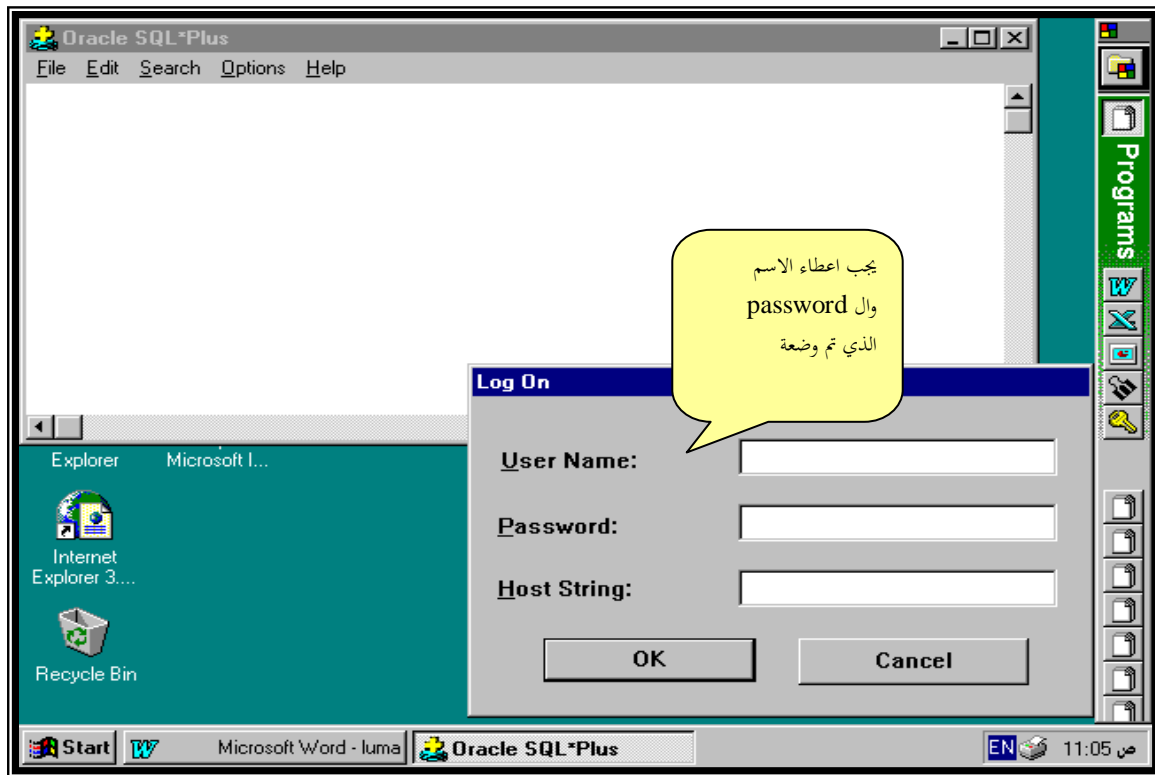 Oracle SQL*Plus
File Edit Search Options Help
يجب اعطاء الاسم
وال password
الذي تم وضعة
Log On
User Name:
Password:
Host String:
OK Cancel
Explorer Microsoft I...
Internet
Explorer 3....
Recycle Bin
Programs
Start Microsoft Word - luma Oracle SQL*Plus EN 11:05 ص